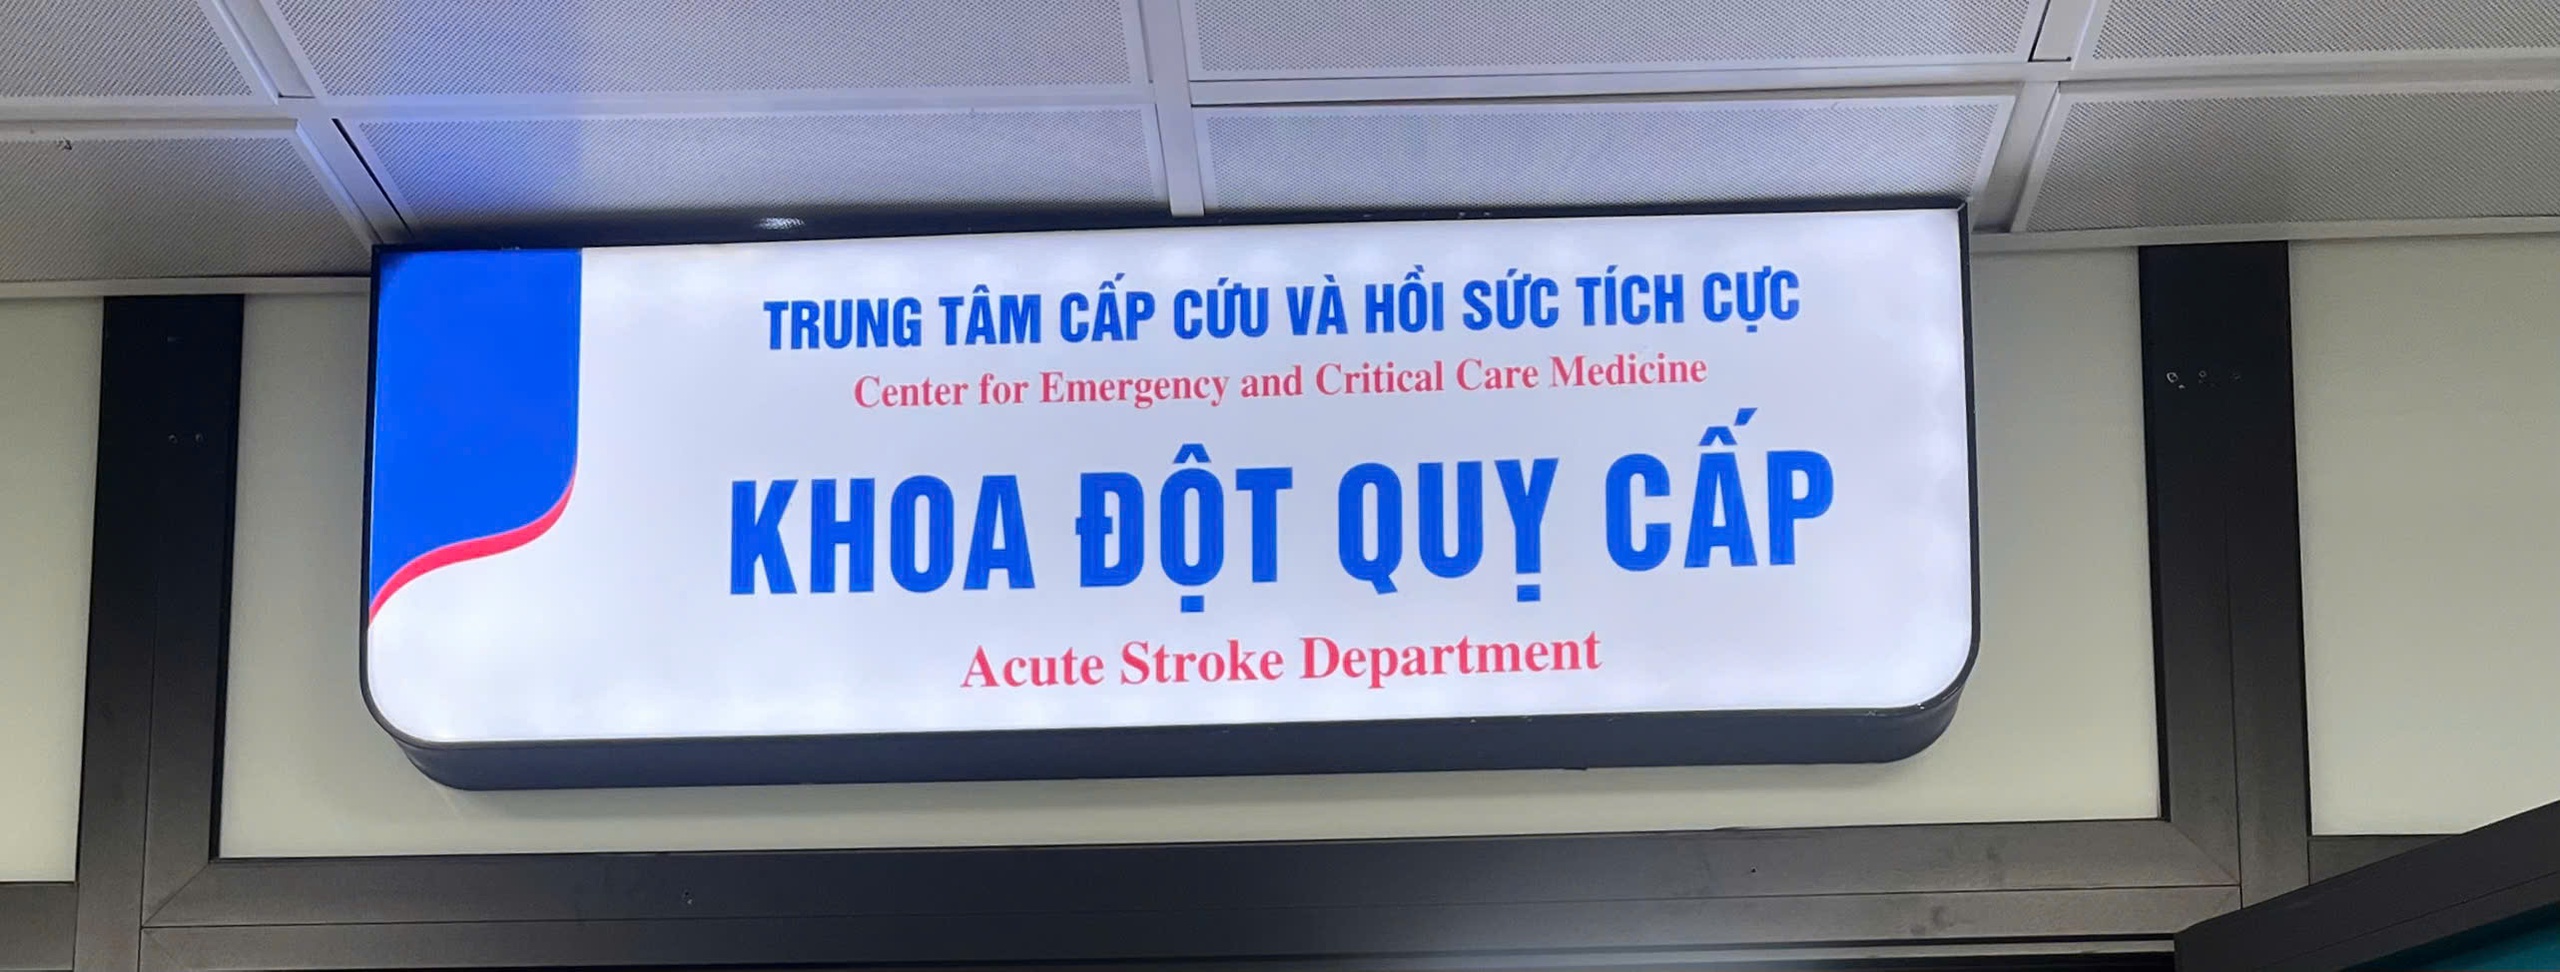 TRUNG TÂM CẤP CỨU VÀ HỒI SỨC TÍCH CỰC
Center for Emergency and Critical Care Medicine
KHOA ĐỘT QUỴ CẤP
Acute Stroke Department